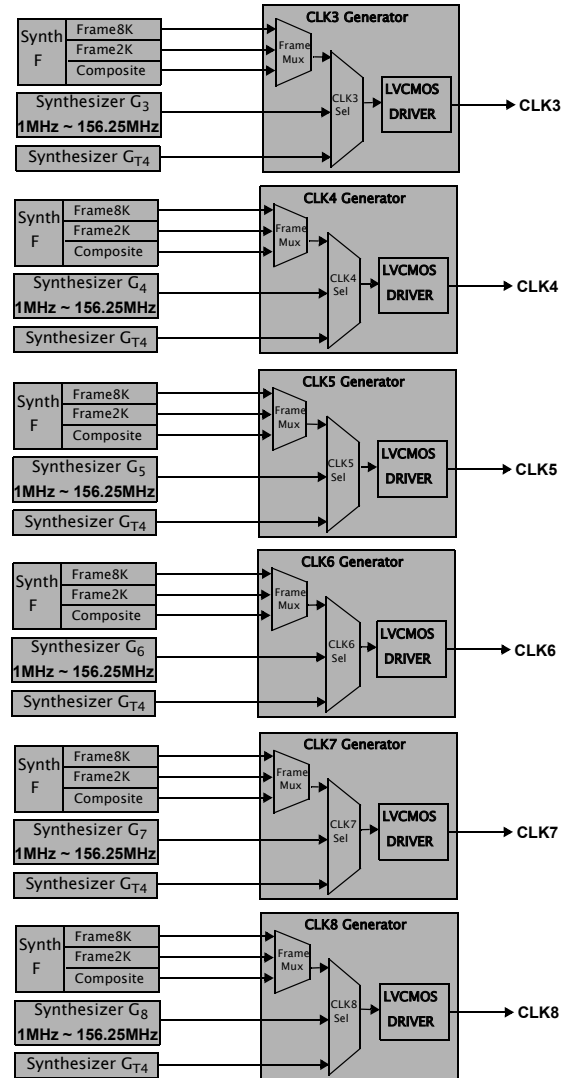 CLK3 Generator
Synth
F
Frame8K
Frame2K
Composite
Frame
Mux
Synthesizer G3
1MHz ~ 156.25MHz
CLK3
Sel
LVCMOS
DRIVER
CLK3
Synthesizer GT4
CLK4 Generator
Synth
F
Frame8K
Frame2K
Composite
Frame
Mux
Synthesizer G4
1MHz ~ 156.25MHz
CLK4
Sel
LVCMOS
DRIVER
CLK4
Synthesizer GT4
CLK5 Generator
Synth
F
Frame8K
Frame2K
Composite
Frame
Mux
Synthesizer G5
1MHz ~ 156.25MHz
CLK5
Sel
LVCMOS
DRIVER
CLK5
Synthesizer GT4
CLK6 Generator
Synth
F
Frame8K
Frame2K
Composite
Frame
Mux
Synthesizer G6
1MHz ~ 156.25MHz
CLK6
Sel
LVCMOS
DRIVER
CLK6
Synthesizer GT4
CLK7 Generator
Synth
F
Frame8K
Frame2K
Composite
Frame
Mux
Synthesizer G7
1MHz ~ 156.25MHz
CLK7
Sel
LVCMOS
DRIVER
CLK7
Synthesizer GT4
CLK8 Generator
Synth
F
Frame8K
Frame2K
Composite
Frame
Mux
Synthesizer G8
1MHz ~ 156.25MHz
CLK8
Sel
LVCMOS
DRIVER
CLK8
Synthesizer GT4